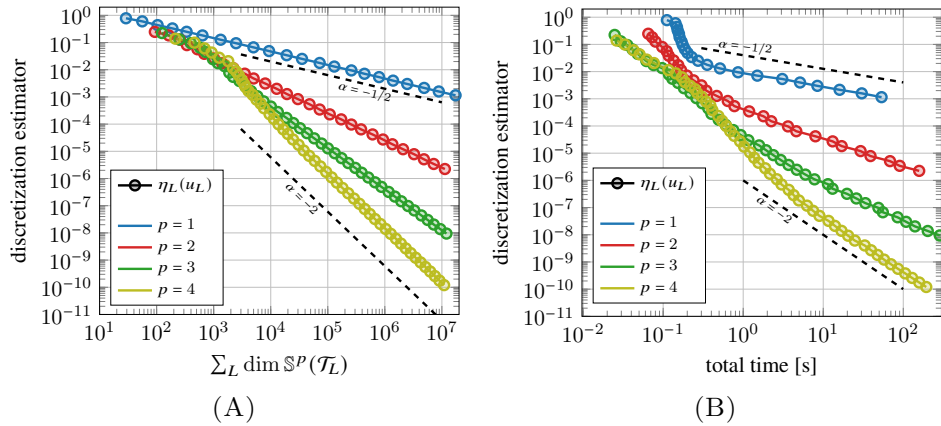 10^0
10^−1
10^−2
10^−3
10^−4
10^−5
10^−6
10^−7
10^−8
10^−9
10^−10
10^−11
discretization estimator
α = −1/2
α = −2
η_L(u_L)
p = 1
p = 2
p = 3
p = 4
10^1 10^2 10^3 10^4 10^5 10^6 10^7
∑_L dim 𝕊^p(𝒯_L)
(A)
10^0
10^−1
10^−2
10^−3
10^−4
10^−5
10^−6
10^−7
10^−8
10^−9
10^−10
10^−11
discretization estimator
α = −1/2
α = −2
η_L(u_L)
p = 1
p = 2
p = 3
p = 4
10^−2 10^−1 10^0 10^1 10^2
total time [s]
(B)